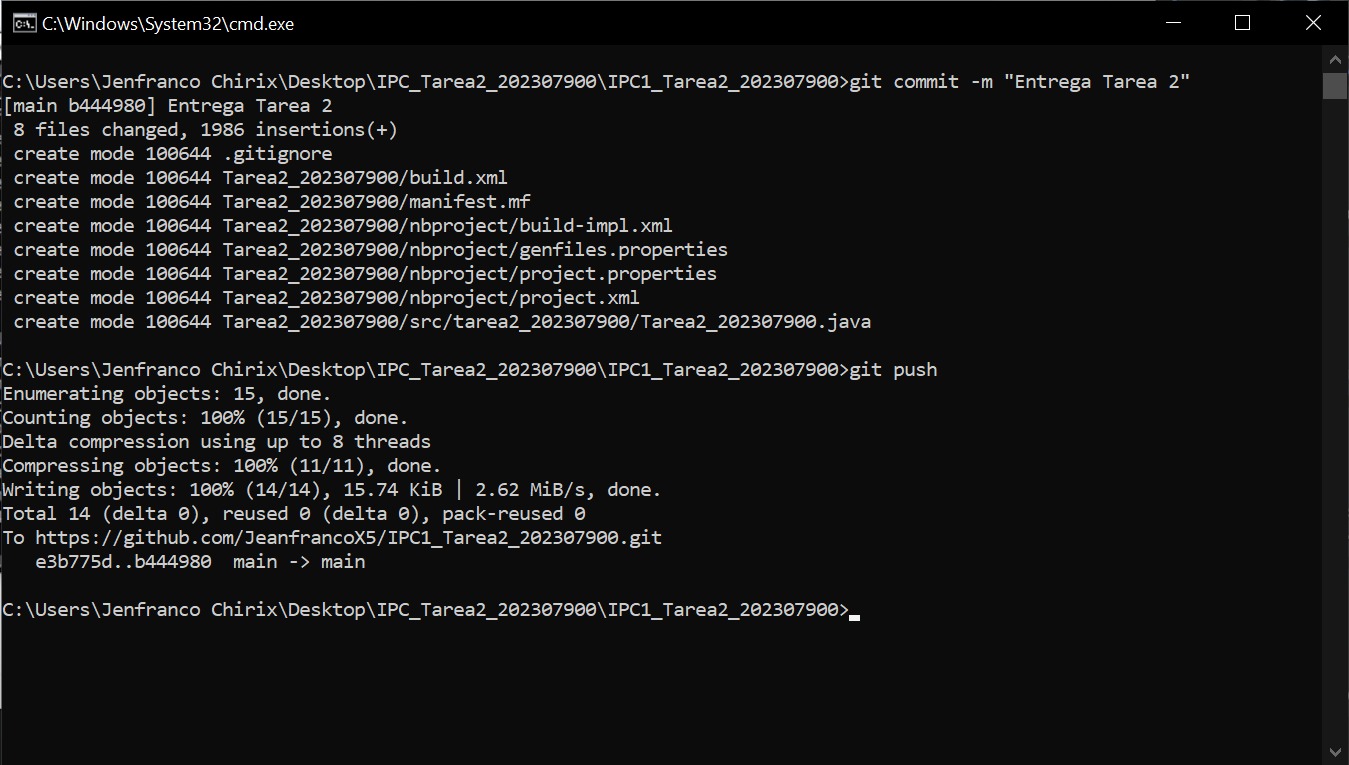 C:\Windows\System32\cmd.exe
C:\Users\Jenfranco Chirix\Desktop\IPC_Tarea2_202307900\IPC1_Tarea2_202307900>git commit -m "Entrega Tarea 2"
[main b444980] Entrega Tarea 2
 8 files changed, 1986 insertions(+)
 create mode 100644 .gitignore
 create mode 100644 Tarea2_202307900/build.xml
 create mode 100644 Tarea2_202307900/manifest.mf
 create mode 100644 Tarea2_202307900/nbproject/build-impl.xml
 create mode 100644 Tarea2_202307900/nbproject/genfiles.properties
 create mode 100644 Tarea2_202307900/nbproject/project.properties
 create mode 100644 Tarea2_202307900/nbproject/project.xml
 create mode 100644 Tarea2_202307900/src/tarea2_202307900/Tarea2_202307900.java
C:\Users\Jenfranco Chirix\Desktop\IPC_Tarea2_202307900\IPC1_Tarea2_202307900>git push
Enumerating objects: 15, done.
Counting objects: 100% (15/15), done.
Delta compression using up to 8 threads
Compressing objects: 100% (11/11), done.
Writing objects: 100% (14/14), 15.74 KiB | 2.62 MiB/s, done.
Total 14 (delta 0), reused 0 (delta 0), pack-reused 0
To https://github.com/JeanfrancoX5/IPC1_Tarea2_202307900.git
   e3b775d..b444980  main -> main
C:\Users\Jenfranco Chirix\Desktop\IPC_Tarea2_202307900\IPC1_Tarea2_202307900>